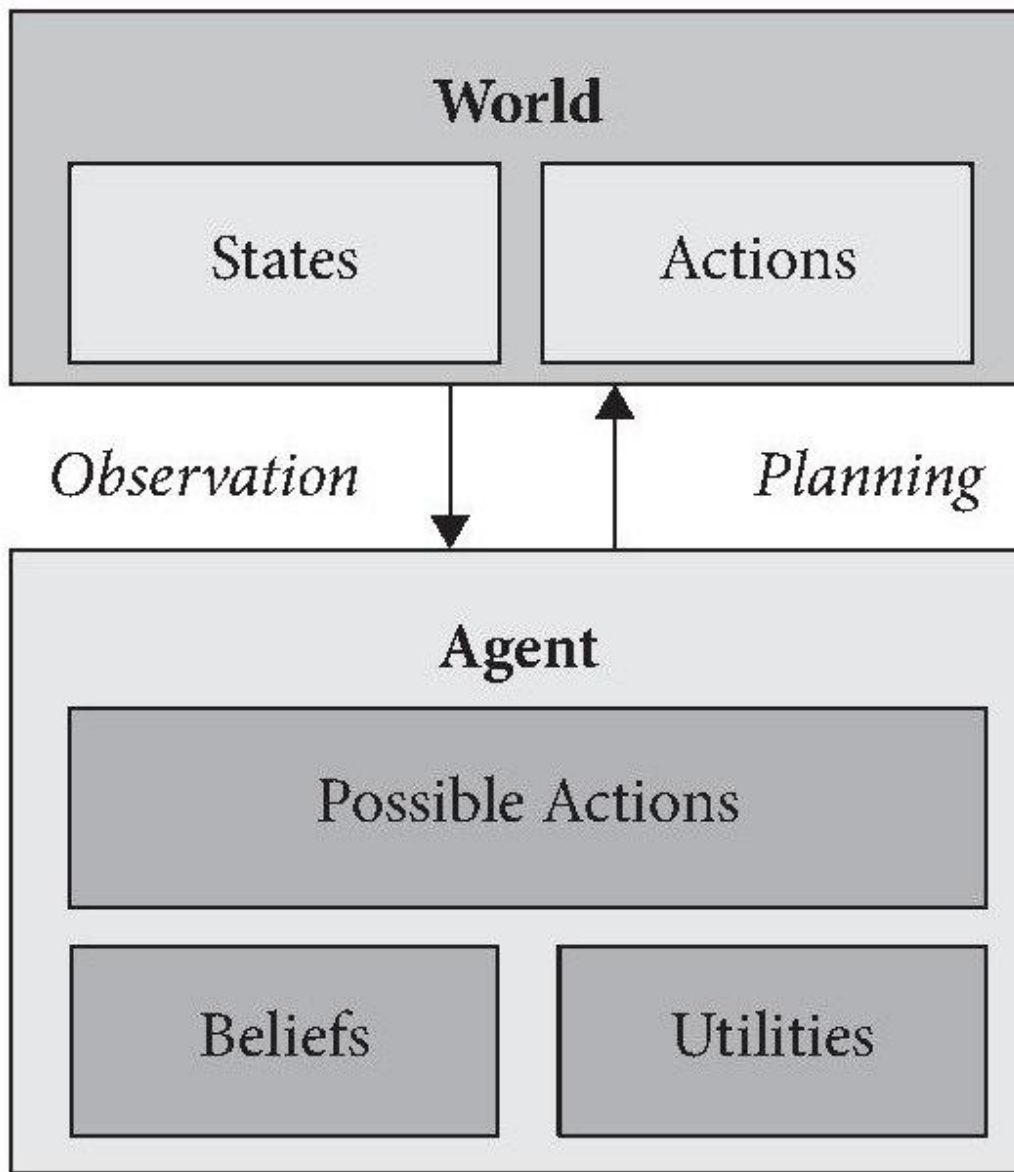 World
States
Actions
Observation
Planning
Agent
Possible Actions
Beliefs
Utilities